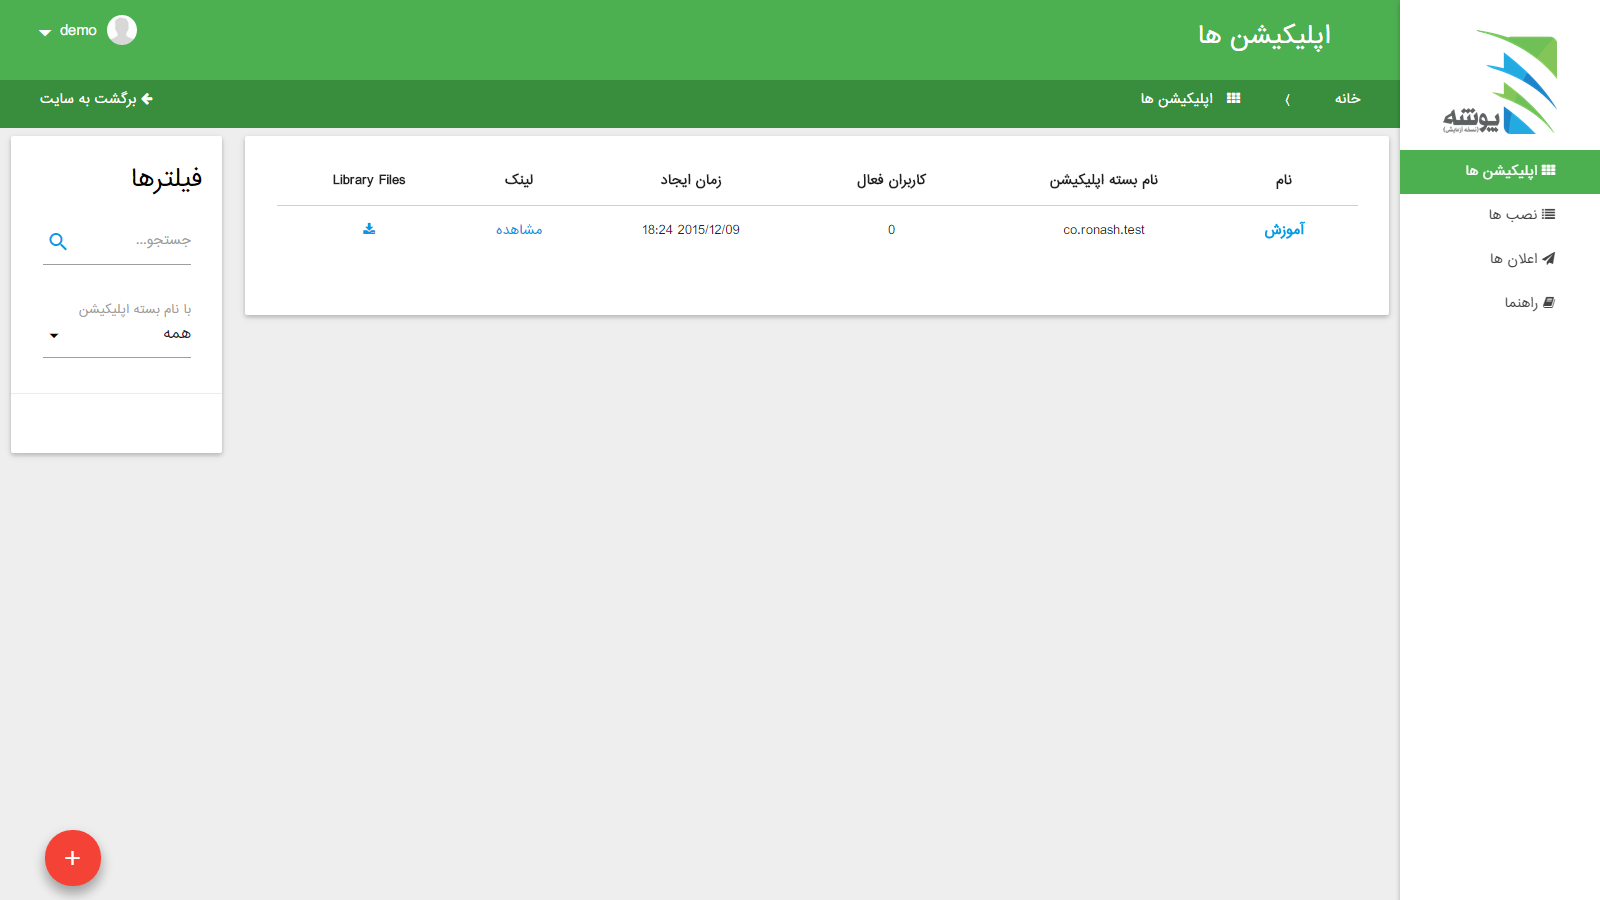 پوشه
(نسخه آزمایشی)
اپلیکیشن ها
نصب ها
اعلان ها
راهنما
اپلیکیشن ها
demo
خانه ⟩ اپلیکیشن ها
برگشت به سایت
نام	نام بسته اپلیکیشن	کاربران فعال	زمان ایجاد	لینک	Library Files
آموزش	co.ronash.test	0	18:24 2015/12/09	مشاهده
فیلترها
جستجو...
با نام بسته اپلیکیشن
همه